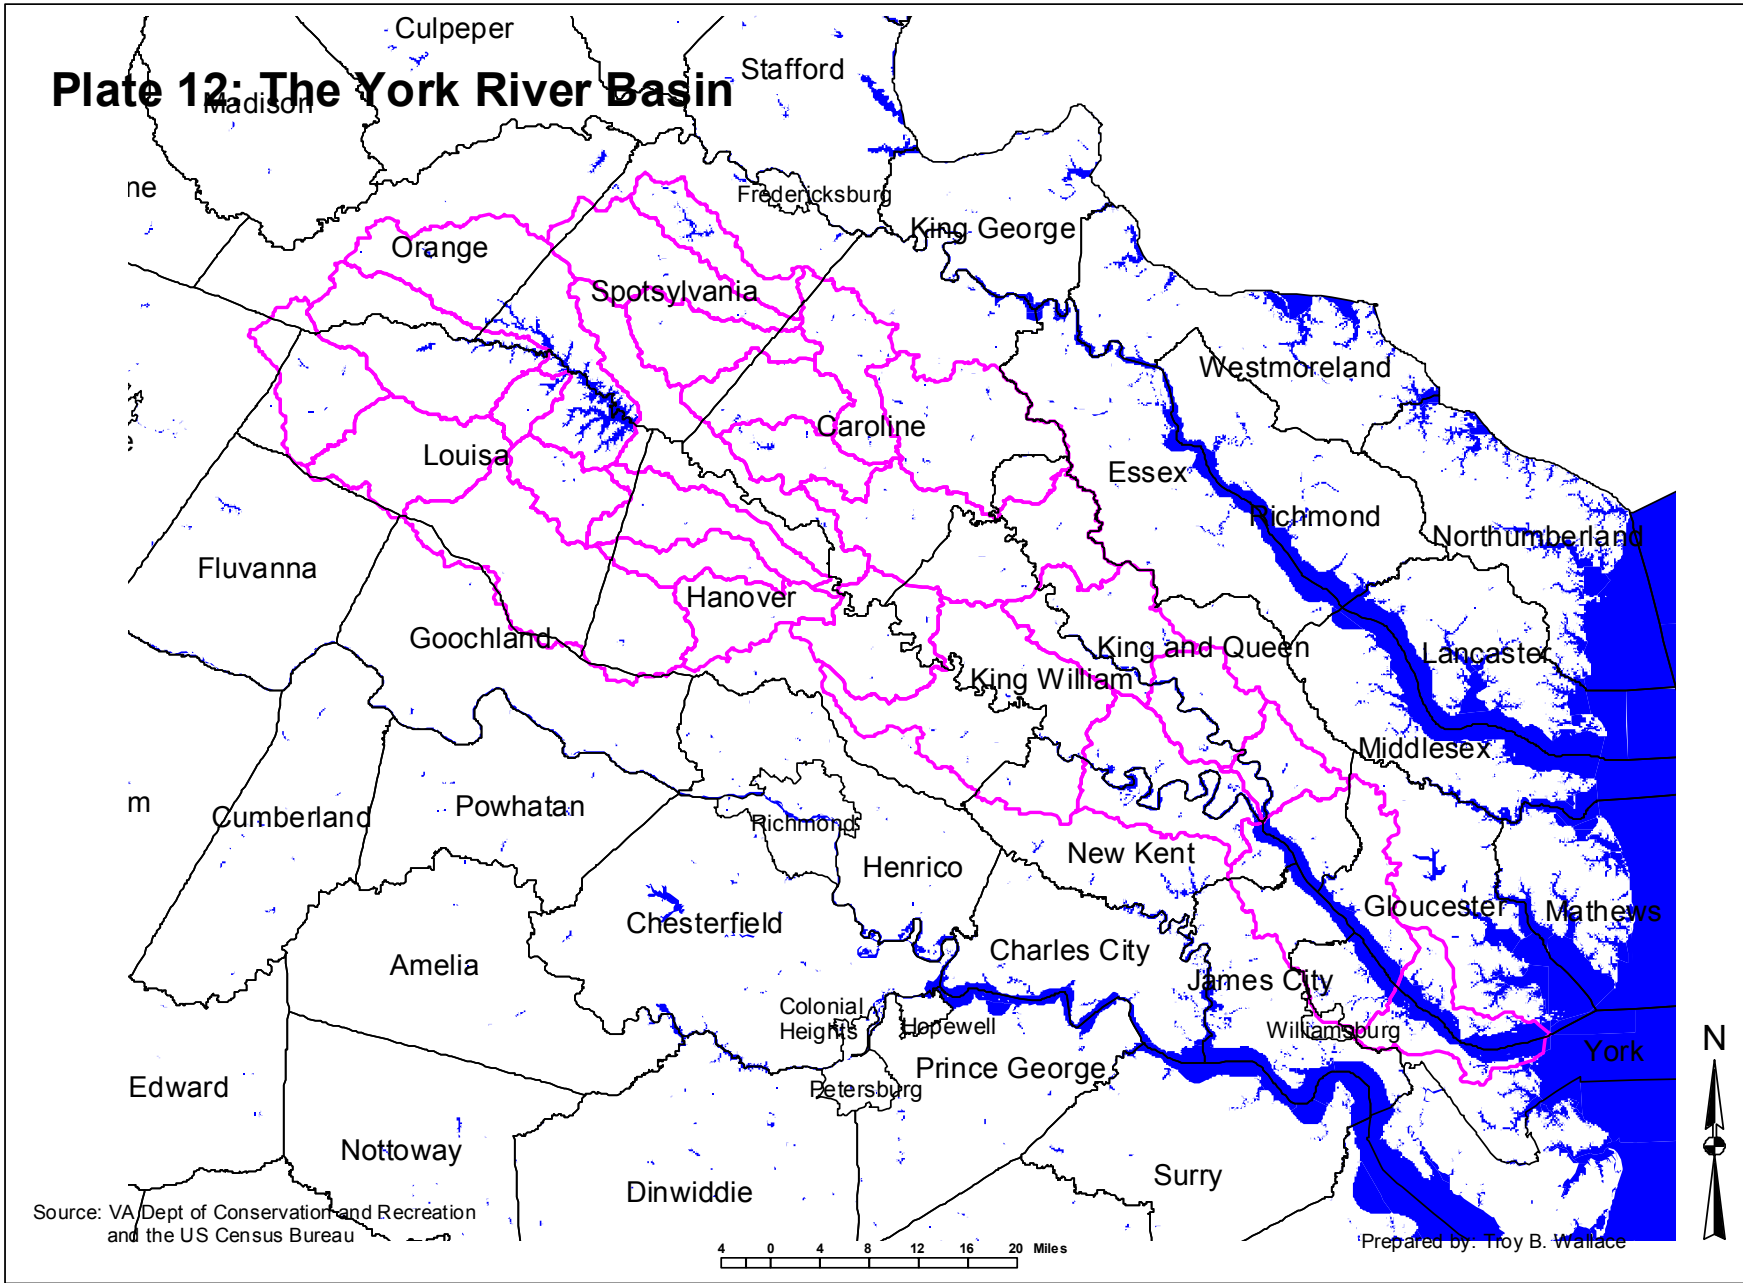 Culpeper
Stafford
Plate 12: The York River Basin
Madison
ne
Fredericksburg
King George
Orange
Spotsylvania
Westmoreland
Caroline
e
Louisa
Essex
Richmond
Northumberland
Fluvanna
Hanover
Goochland
King and Queen
Lancaster
King William
Middlesex
m
Cumberland
Powhatan
Richmond
New Kent
Henrico
Gloucester
Mathews
Chesterfield
Charles City
Amelia
James City
Colonial
Heights
Hopewell
Williamsburg
York
N
Prince George
Edward
Petersburg
Nottoway
Surry
Dinwiddie
Source: VA Dept of Conservation and Recreation
and the US Census Bureau
Prepared by: Troy B. Wallace
4 0 4 8 12 16 20 Miles